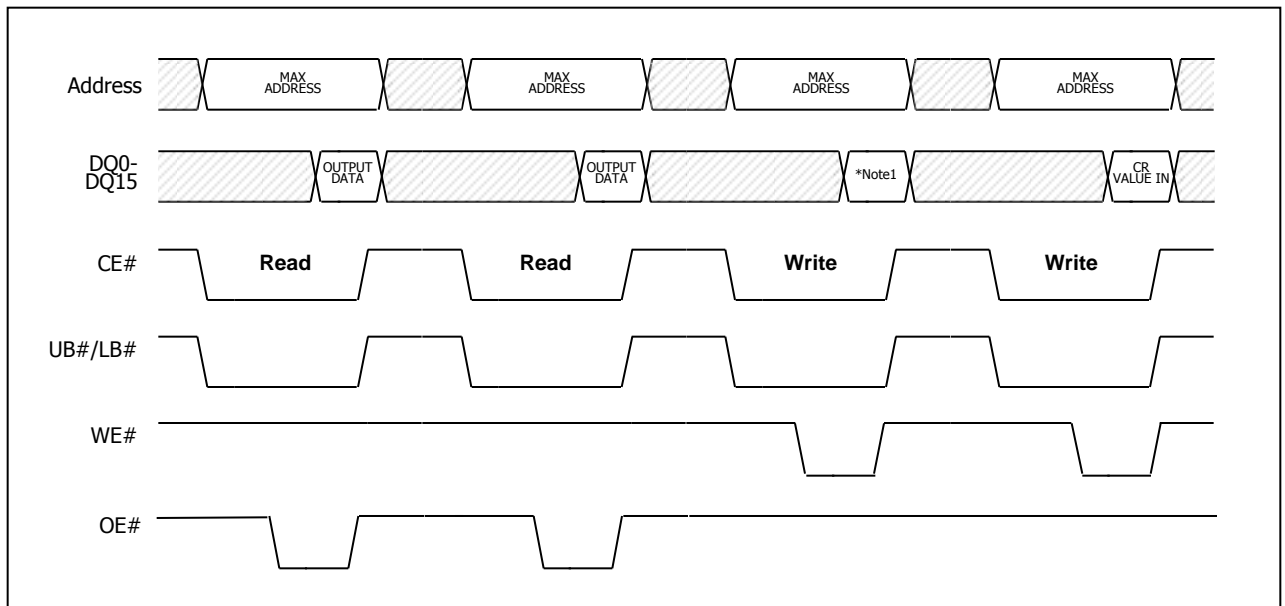 Address
MAX
ADDRESS
MAX
ADDRESS
MAX
ADDRESS
MAX
ADDRESS
DQ0-
DQ15
OUTPUT
DATA
OUTPUT
DATA
*Note1
CR
VALUE IN
CE#
Read
Read
Write
Write
UB#/LB#
WE#
OE#